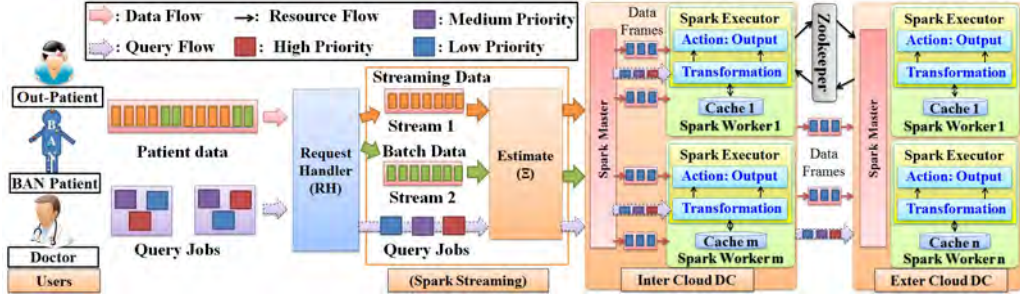 : Data Flow
: Resource Flow
: Medium Priority
: Query Flow
: High Priority
: Low Priority
Out-Patient
B.
A.
N
BAN Patient
Doctor
Users
Patient data
Query Jobs
Request
Handler
(RH)
Streaming Data
Stream 1
Batch Data
Stream 2
Query Jobs
Estimate
(Ξ)
(Spark Streaming)
Spark Master
Data
Frames
Spark Executor
Action: Output
Transformation
Cache 1
Spark Worker 1
Spark Executor
Action: Output
Transformation
Cache m
Spark Worker m
Inter Cloud DC
Zookeeper
Data
Frames
Spark Master
Spark Executor
Action: Output
Transformation
Cache 1
Spark Worker 1
Spark Executor
Action: Output
Transformation
Cache n
Spark Worker n
Exter Cloud DC